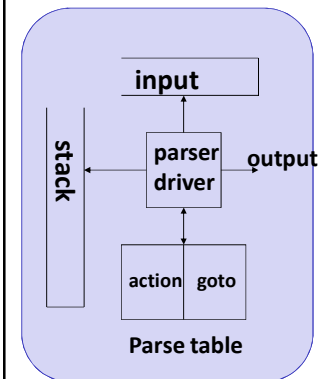 input
stack
parser
driver
output
action goto
Parse table